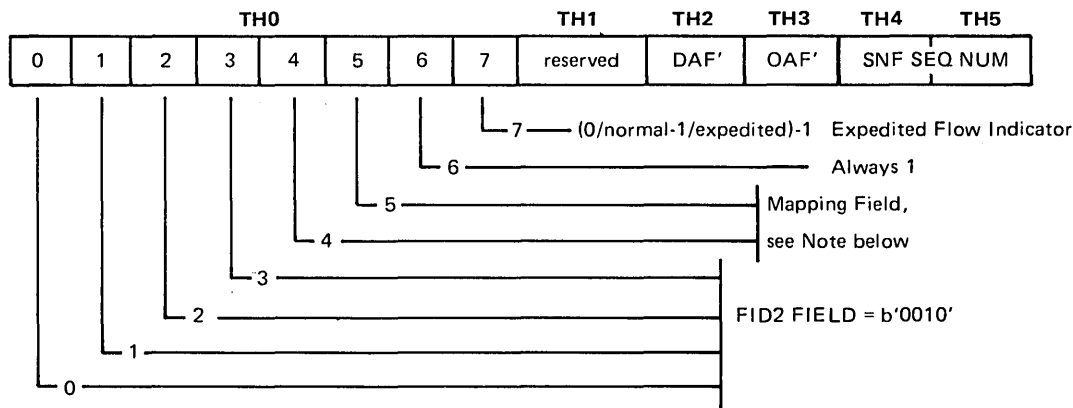 TH0 TH1 TH2 TH3 TH4 TH5
0 1 2 3 4 5 6 7 reserved DAF' OAF' SNF SEQ NUM
7 (0/normal-1/expedited)-1 Expedited Flow Indicator
6 Always 1
5 Mapping Field,
4 see Note below
3
2 FID2 FIELD = b'0010'
1
0